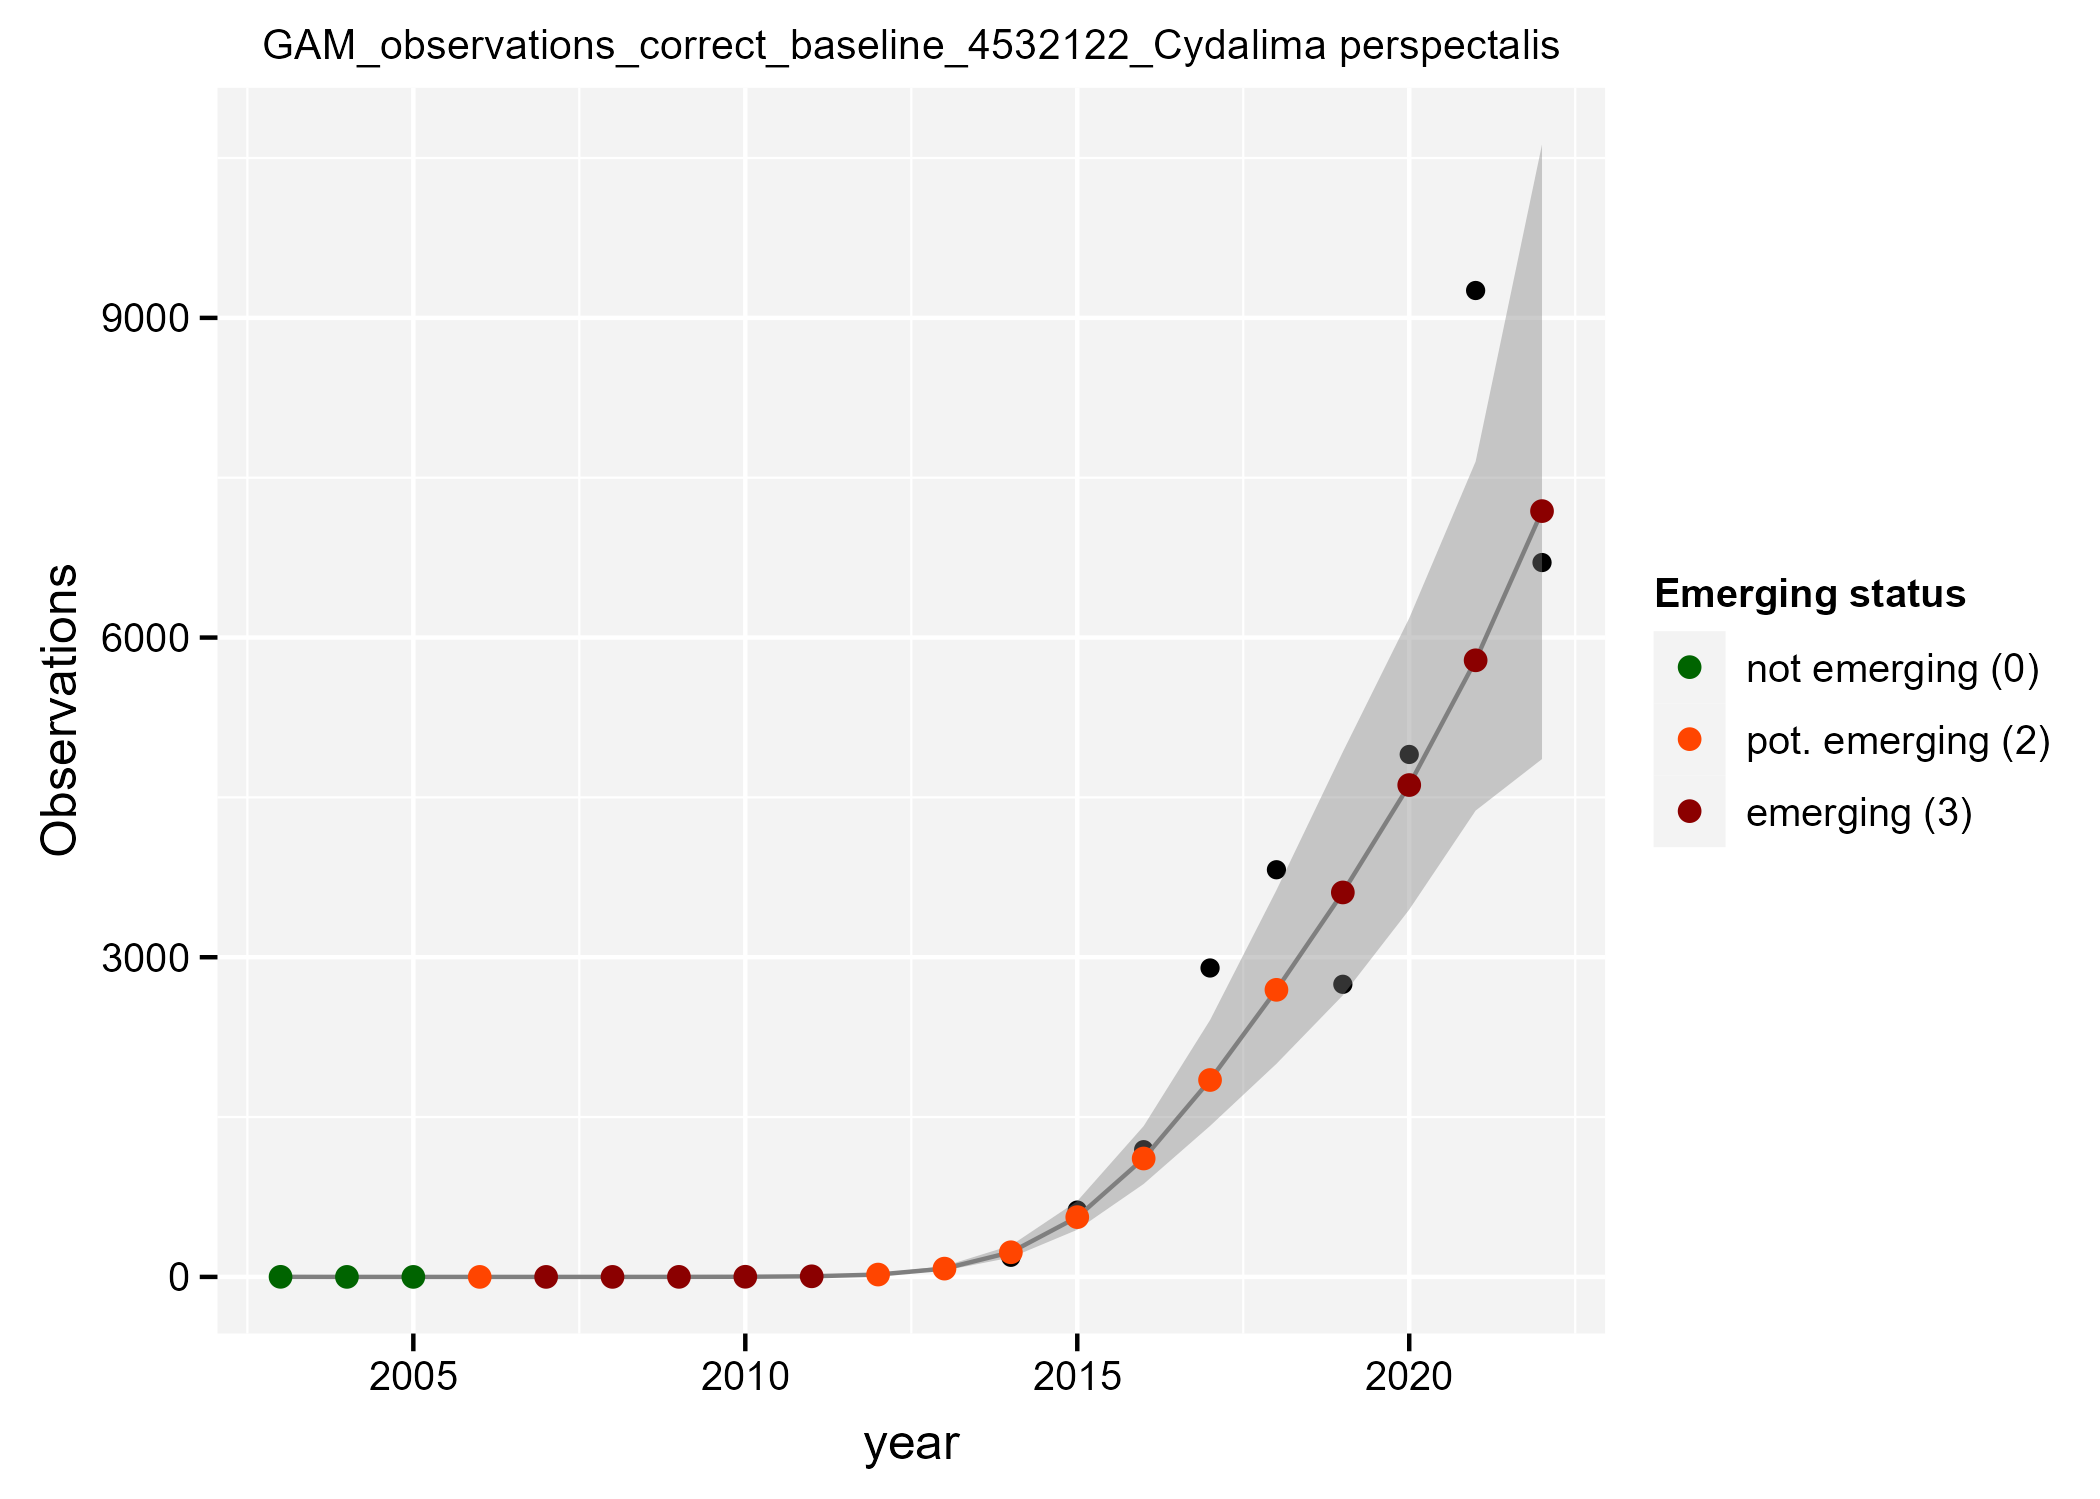 GAM_observations_correct_baseline_4532122_Cydalima perspectalis
9000
6000
3000
0
Observations
2005
2010
2015
2020
year
Emerging status
not emerging (0)
pot. emerging (2)
emerging (3)